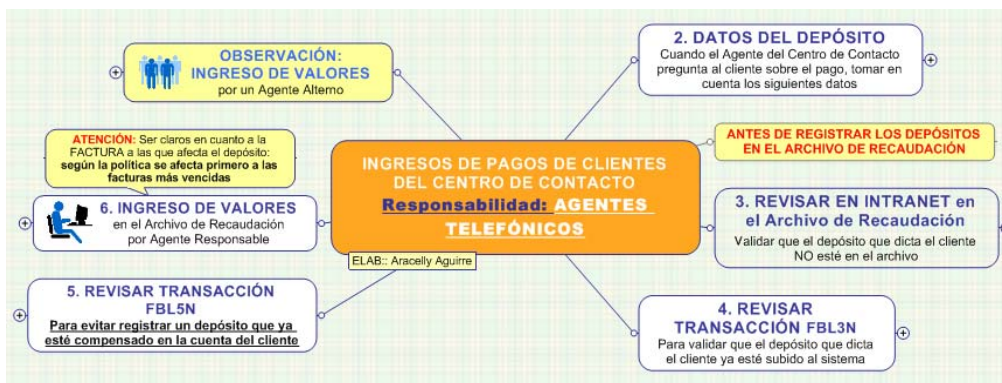 OBSERVACIÓN:
INGRESO DE VALORES
por un Agente Alterno
2. DATOS DEL DEPÓSITO
Cuando el Agente del Centro de Contacto
pregunta al cliente sobre el pago, tomar en
cuenta los siguientes datos
ATENCIÓN: Ser claros en cuanto a la
FACTURA a las que afecta el depósito:
según la política se afecta primero a las
facturas más vencidas
ANTES DE REGISTRAR LOS DEPÓSITOS
EN EL ARCHIVO DE RECAUDACIÓN
INGRESOS DE PAGOS DE CLIENTES
DEL CENTRO DE CONTACTO
Responsabilidad: AGENTES
TELEFÓNICOS
6. INGRESO DE VALORES
en el Archivo de Recaudación
por Agente Responsable
3. REVISAR EN INTRANET en
el Archivo de Recaudación
Validar que el depósito que dicta el cliente
NO esté en el archivo
ELAB:: Aracelly Aguirre
5. REVISAR TRANSACCIÓN
FBL5N
Para evitar registrar un depósito que ya
esté compensado en la cuenta del cliente
4. REVISAR
TRANSACCIÓN FBL3N
Para validar que el depósito que dicta
el cliente ya esté subido al sistema